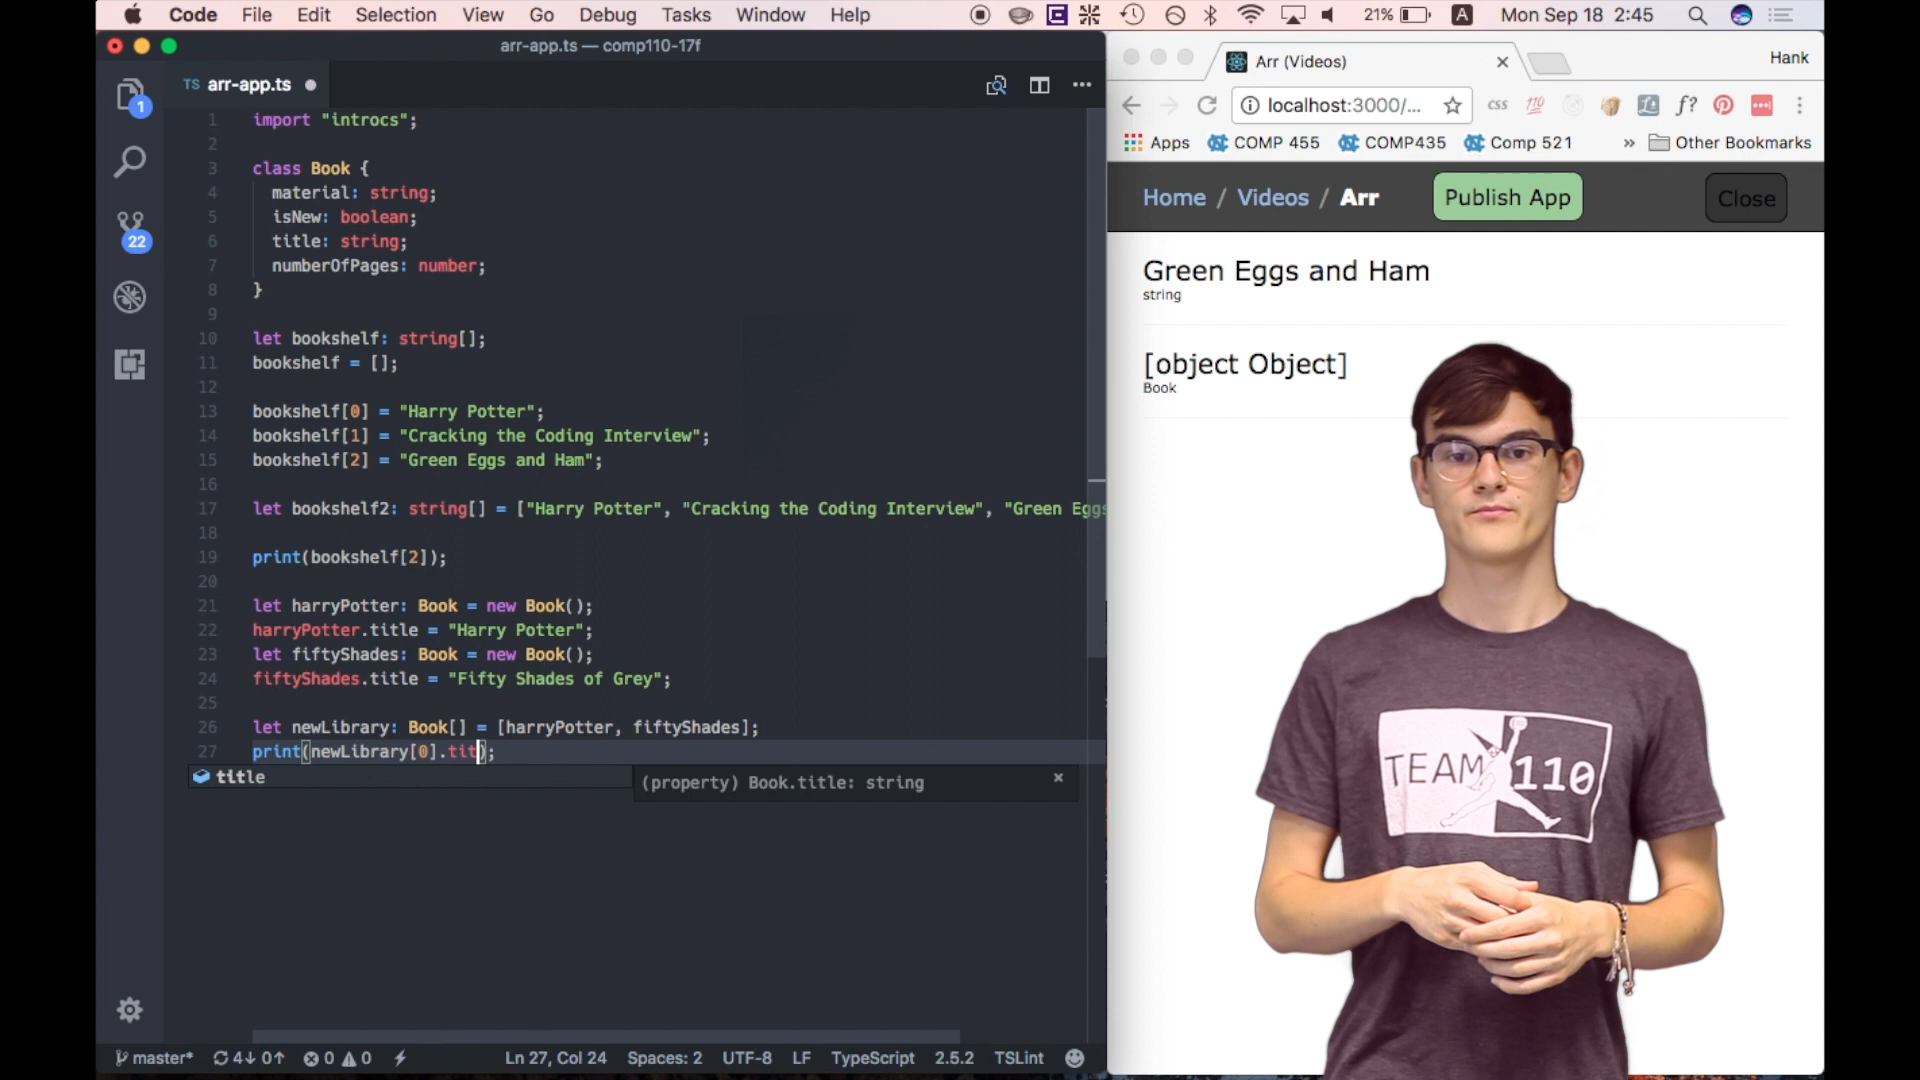 Code File Edit Selection View Go Debug Tasks Window Help 21% A Mon Sep 18 2:45
arr-app.ts — comp110-17f
TS arr-app.ts
1 import "introcs";
2
3 class Book {
4 material: string;
5 isNew: boolean;
6 title: string;
7 numberOfPages: number;
8 }
9
10 let bookshelf: string[];
11 bookshelf = [];
12
13 bookshelf[0] = "Harry Potter";
14 bookshelf[1] = "Cracking the Coding Interview";
15 bookshelf[2] = "Green Eggs and Ham";
16
17 let bookshelf2: string[] = ["Harry Potter", "Cracking the Coding Interview", "Green Eggs
18
19 print(bookshelf[2]);
20
21 let harryPotter: Book = new Book();
22 harryPotter.title = "Harry Potter";
23 let fiftyShades: Book = new Book();
24 fiftyShades.title = "Fifty Shades of Grey";
25
26 let newLibrary: Book[] = [harryPotter, fiftyShades];
27 print(newLibrary[0].tit);
title
(property) Book.title: string ×
1
22
master* 4↓ 0↑ 0 0 Ln 27, Col 24 Spaces: 2 UTF-8 LF TypeScript 2.5.2 TSLint
Arr (Videos) Hank
localhost:3000/... css 110 f?
Apps COMP 455 COMP435 Comp 521 » Other Bookmarks
Home / Videos / Arr Publish App Close
Green Eggs and Ham
string
[object Object]
Book
TEAM 110